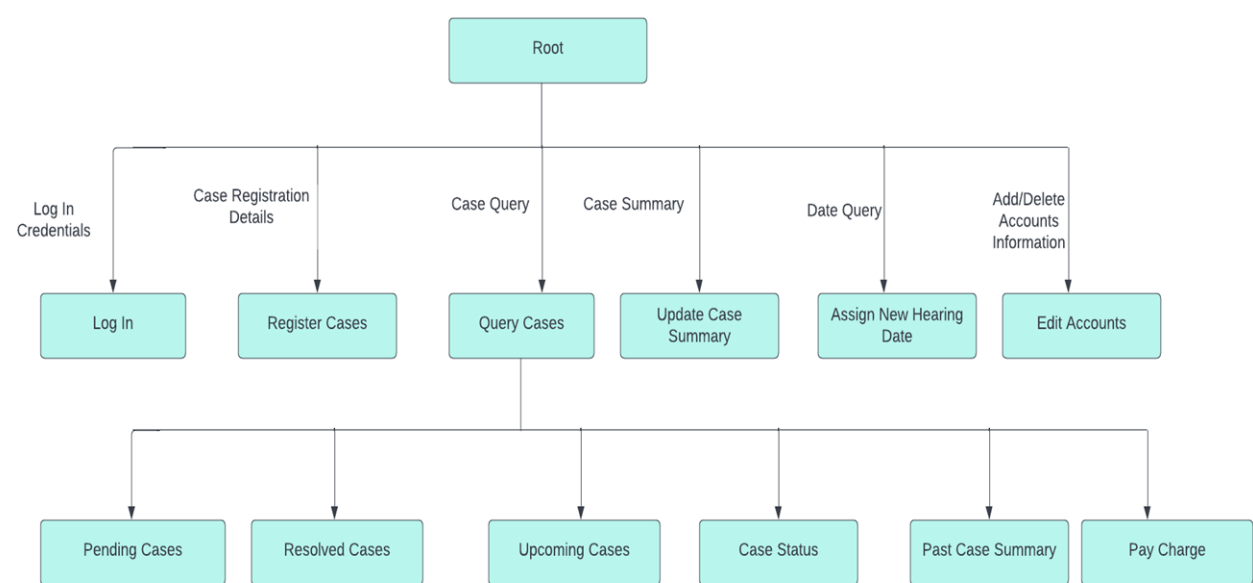 Root
Log In
Credentials
Case Registration
Details
Case Query
Case Summary
Date Query
Add/Delete
Accounts
Information
Log In
Register Cases
Query Cases
Update Case
Summary
Assign New Hearing
Date
Edit Accounts
Pending Cases
Resolved Cases
Upcoming Cases
Case Status
Past Case Summary
Pay Charge